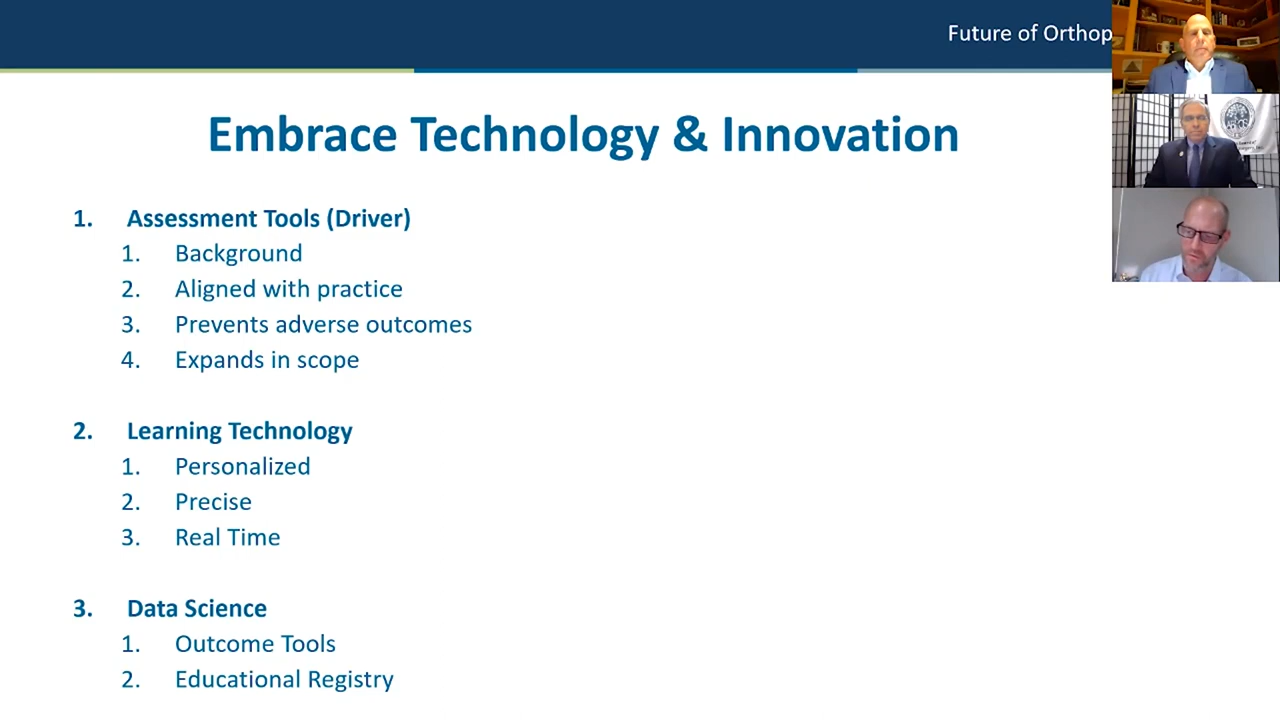 Future of Orthop
Embrace Technology & Innovation
1. Assessment Tools (Driver)
1. Background
2. Aligned with practice
3. Prevents adverse outcomes
4. Expands in scope
2. Learning Technology
1. Personalized
2. Precise
3. Real Time
3. Data Science
1. Outcome Tools
2. Educational Registry